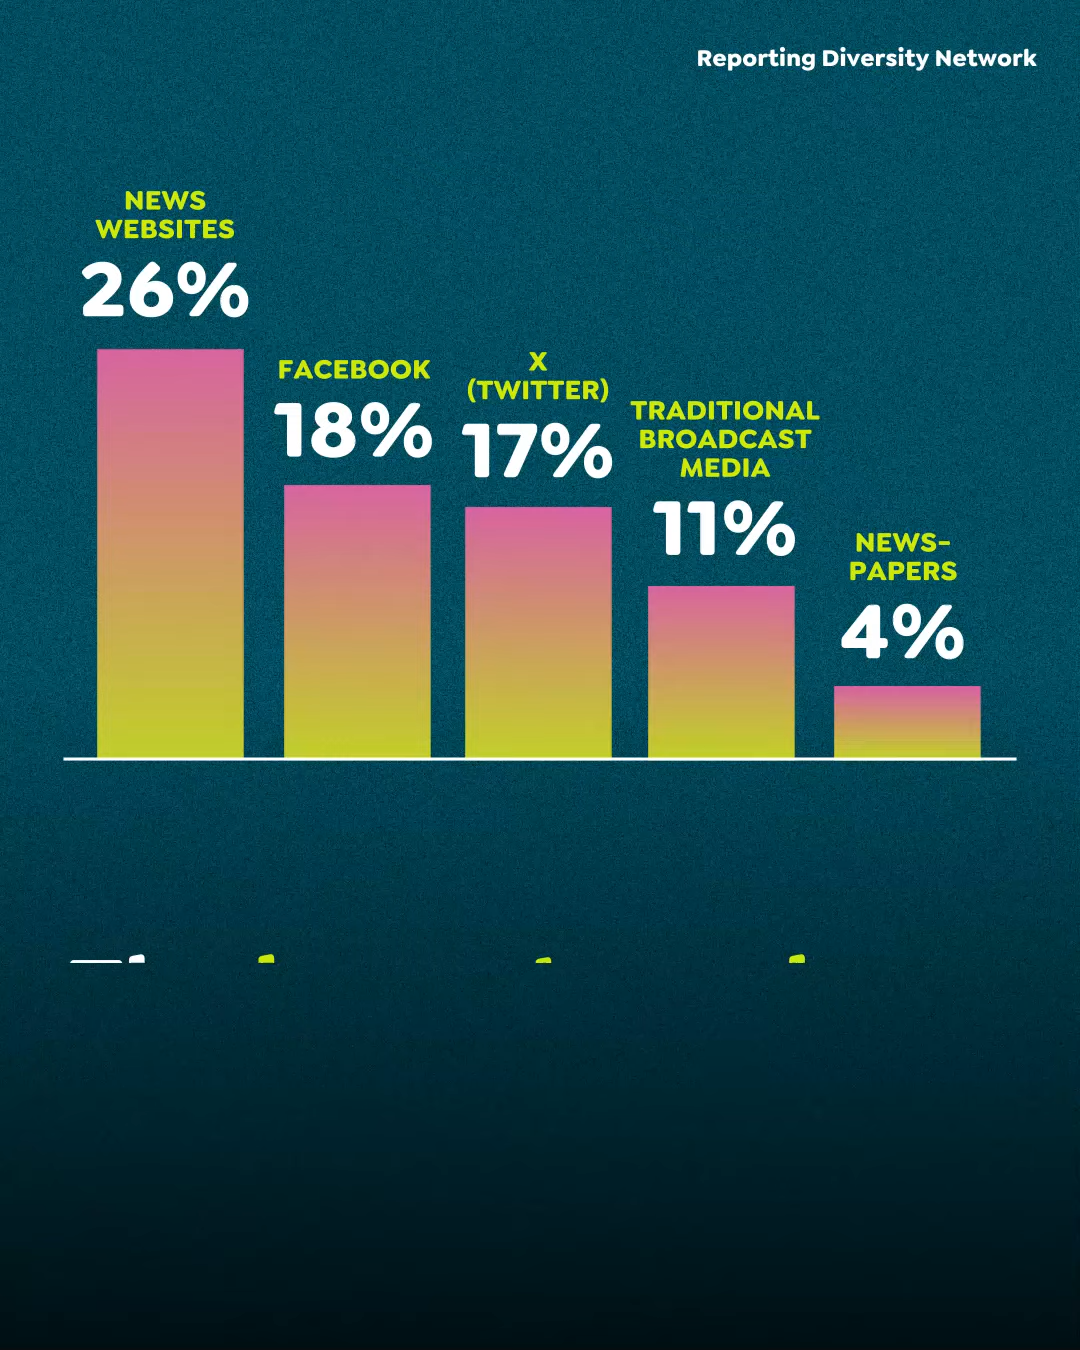 Reporting Diversity Network
NEWS
WEBSITES
26%
FACEBOOK
18%
X
(TWITTER)
17%
TRADITIONAL
BROADCAST
MEDIA
11%
NEWS-
PAPERS
4%